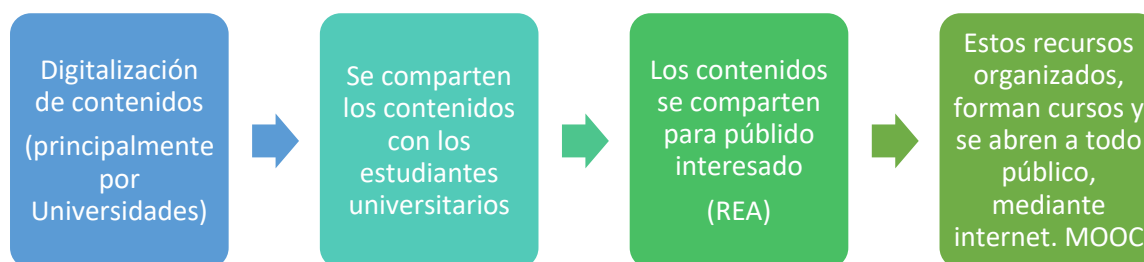 Digitalización
de contenidos
(principalmente
por
Universidades)
Se comparten
los contenidos
con los
estudiantes
universitarios
Los contenidos
se comparten
para públido
interesado
(REA)
Estos recursos
organizados,
forman cursos y
se abren a todo
público,
mediante
internet. MOOC